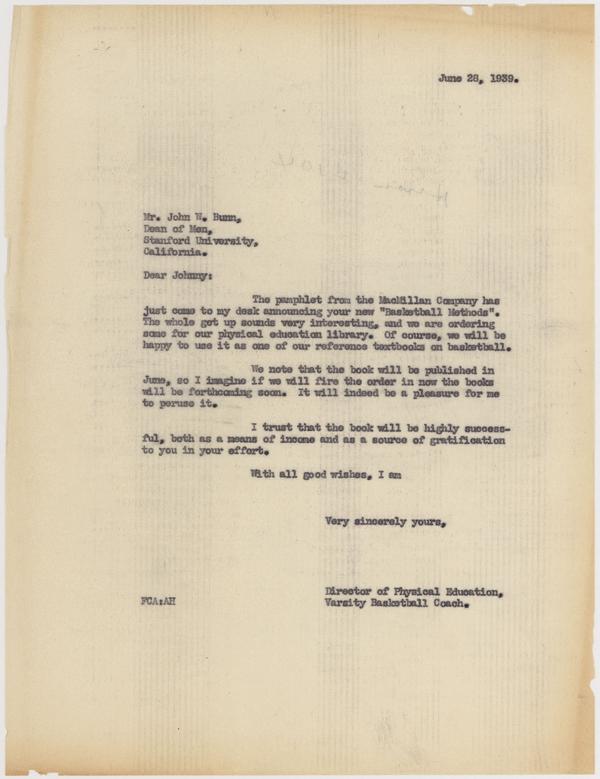 June 28, 1939.
Mr. John W. Bunn,
Dean of Men,
Stanford University,
California.
Dear Johnny:
The pamphlet from the MacMillan Company has
just come to my desk announcing your new "Basketball Methods".
The whole get up sounds very interesting, and we are ordering
some for our physical education library. Of course, we will be
happy to use it as one of our reference textbooks on basketball.
We note that the book will be published in
June, so I imagine if we will fire the order in now the books
will be forthcoming soon. It will indeed be a pleasure for me
to peruse it.
I trust that the book will be highly success-
ful, both as a means of income and as a source of gratification
to you in your effort.
With all good wishes, I am
Very sincerely yours,
Director of Physical Education,
FCA:AH Varsity Basketball Coach.